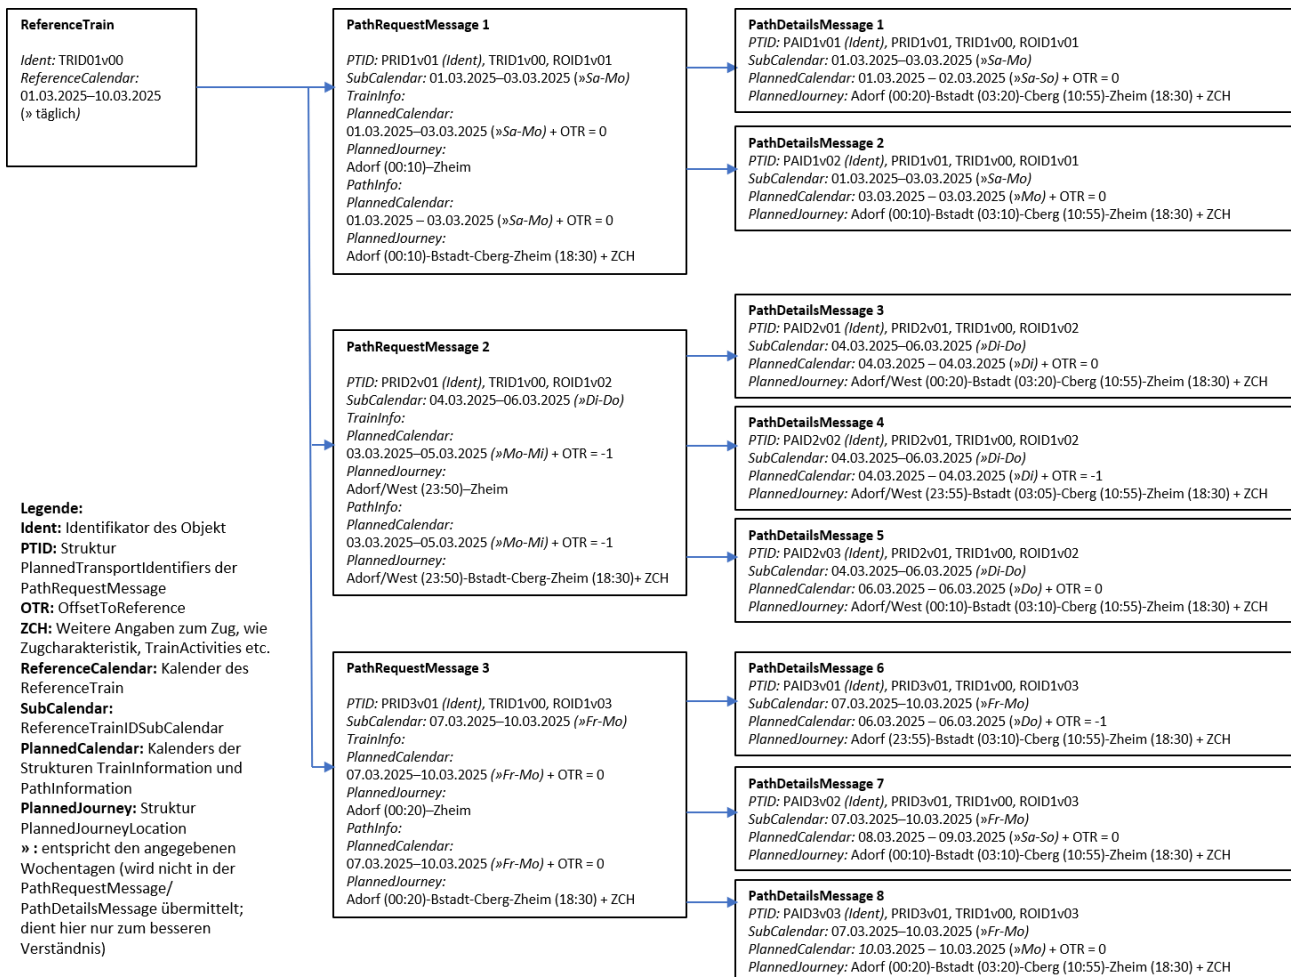 ReferenceTrain
Ident: TRID01v00
ReferenceCalendar:
01.03.2025–10.03.2025
(» täglich)
PathRequestMessage 1
PTID: PRID1v01 (Ident), TRID1v00, ROID1v01
SubCalendar: 01.03.2025–03.03.2025 (»Sa-Mo)
TrainInfo:
PlannedCalendar:
01.03.2025–03.03.2025 (»Sa-Mo) + OTR = 0
PlannedJourney:
Adorf (00:10)–Zheim
PathInfo:
PlannedCalendar:
01.03.2025 – 03.03.2025 (»Sa-Mo) + OTR = 0
PlannedJourney:
Adorf (00:10)-Bstadt-Cberg-Zheim (18:30) + ZCH
PathDetailsMessage 1
PTID: PAID1v01 (Ident), PRID1v01, TRID1v00, ROID1v01
SubCalendar: 01.03.2025–03.03.2025 (»Sa-Mo)
PlannedCalendar: 01.03.2025 – 02.03.2025 (»Sa-So) + OTR = 0
PlannedJourney: Adorf (00:20)-Bstadt (03:20)-Cberg (10:55)-Zheim (18:30) + ZCH
PathDetailsMessage 2
PTID: PAID1v02 (Ident), PRID1v01, TRID1v00, ROID1v01
SubCalendar: 01.03.2025–03.03.2025 (»Sa-Mo)
PlannedCalendar: 03.03.2025 – 03.03.2025 (»Mo) + OTR = 0
PlannedJourney: Adorf (00:10)-Bstadt (03:10)-Cberg (10:55)-Zheim (18:30) + ZCH
PathRequestMessage 2
PTID: PRID2v01 (Ident), TRID1v00, ROID1v02
SubCalendar: 04.03.2025–06.03.2025 (»Di-Do)
TrainInfo:
PlannedCalendar:
03.03.2025–05.03.2025 (»Mo-Mi) + OTR = -1
PlannedJourney:
Adorf/West (23:50)–Zheim
PathInfo:
PlannedCalendar:
03.03.2025–05.03.2025 (»Mo-Mi) + OTR = -1
PlannedJourney:
Adorf/West (23:50)-Bstadt-Cberg-Zheim (18:30)+ ZCH
PathDetailsMessage 3
PTID: PAID2v01 (Ident), PRID2v01, TRID1v00, ROID1v02
SubCalendar: 04.03.2025–06.03.2025 (»Di-Do)
PlannedCalendar: 04.03.2025 – 04.03.2025 (»Di) + OTR = 0
PlannedJourney: Adorf/West (00:20)-Bstadt (03:20)-Cberg (10:55)-Zheim (18:30) + ZCH
PathDetailsMessage 4
PTID: PAID2v02 (Ident), PRID2v01, TRID1v00, ROID1v02
SubCalendar: 04.03.2025–06.03.2025 (»Di-Do)
PlannedCalendar: 04.03.2025 – 04.03.2025 (»Di) + OTR = -1
PlannedJourney: Adorf/West (23:55)-Bstadt (03:05)-Cberg (10:55)-Zheim (18:30) + ZCH
PathDetailsMessage 5
PTID: PAID2v03 (Ident), PRID2v01, TRID1v00, ROID1v02
SubCalendar: 04.03.2025–06.03.2025 (»Di-Do)
PlannedCalendar: 06.03.2025 – 06.03.2025 (»Do) + OTR = 0
PlannedJourney: Adorf/West (00:10)-Bstadt (03:10)-Cberg (10:55)-Zheim (18:30) + ZCH
PathRequestMessage 3
PTID: PRID3v01 (Ident), TRID1v00, ROID1v03
SubCalendar: 07.03.2025–10.03.2025 (»Fr-Mo)
TrainInfo:
PlannedCalendar:
07.03.2025–10.03.2025 (»Fr-Mo) + OTR = 0
PlannedJourney:
Adorf (00:20)–Zheim
PathInfo:
PlannedCalendar:
07.03.2025–10.03.2025 (»Fr-Mo) + OTR = 0
PlannedJourney:
Adorf (00:20)-Bstadt-Cberg-Zheim (18:30) + ZCH
PathDetailsMessage 6
PTID: PAID3v01 (Ident), PRID3v01, TRID1v00, ROID1v03
SubCalendar: 07.03.2025–10.03.2025 (»Fr-Mo)
PlannedCalendar: 06.03.2025 – 06.03.2025 (»Do) + OTR = -1
PlannedJourney: Adorf (23:55)-Bstadt (03:10)-Cberg (10:55)-Zheim (18:30) + ZCH
PathDetailsMessage 7
PTID: PAID3v02 (Ident), PRID3v01, TRID1v00, ROID1v03
SubCalendar: 07.03.2025–10.03.2025 (»Fr-Mo)
PlannedCalendar: 08.03.2025 – 09.03.2025 (»Sa-So) + OTR = 0
PlannedJourney: Adorf (00:10)-Bstadt (03:10)-Cberg (10:55)-Zheim (18:30) + ZCH
PathDetailsMessage 8
PTID: PAID3v03 (Ident), PRID3v01, TRID1v00, ROID1v03
SubCalendar: 07.03.2025–10.03.2025 (»Fr-Mo)
PlannedCalendar: 10.03.2025 – 10.03.2025 (»Mo) + OTR = 0
PlannedJourney: Adorf (00:20)-Bstadt (03:20)-Cberg (10:55)-Zheim (18:30) + ZCH
Legende:
Ident: Identifikator des Objekt
PTID: Struktur
PlannedTransportIdentifiers der
PathRequestMessage
OTR: OffsetToReference
ZCH: Weitere Angaben zum Zug, wie
Zugcharakteristik, TrainActivities etc.
ReferenceCalendar: Kalender des
ReferenceTrain
SubCalendar:
ReferenceTrainIDSubCalendar
PlannedCalendar: Kalenders der
Strukturen TrainInformation und
PathInformation
PlannedJourney: Struktur
PlannedJourneyLocation
» : entspricht den angegebenen
Wochentagen (wird nicht in der
PathRequestMessage/
PathDetailsMessage übermittelt;
dient hier nur zum besseren
Verständnis)